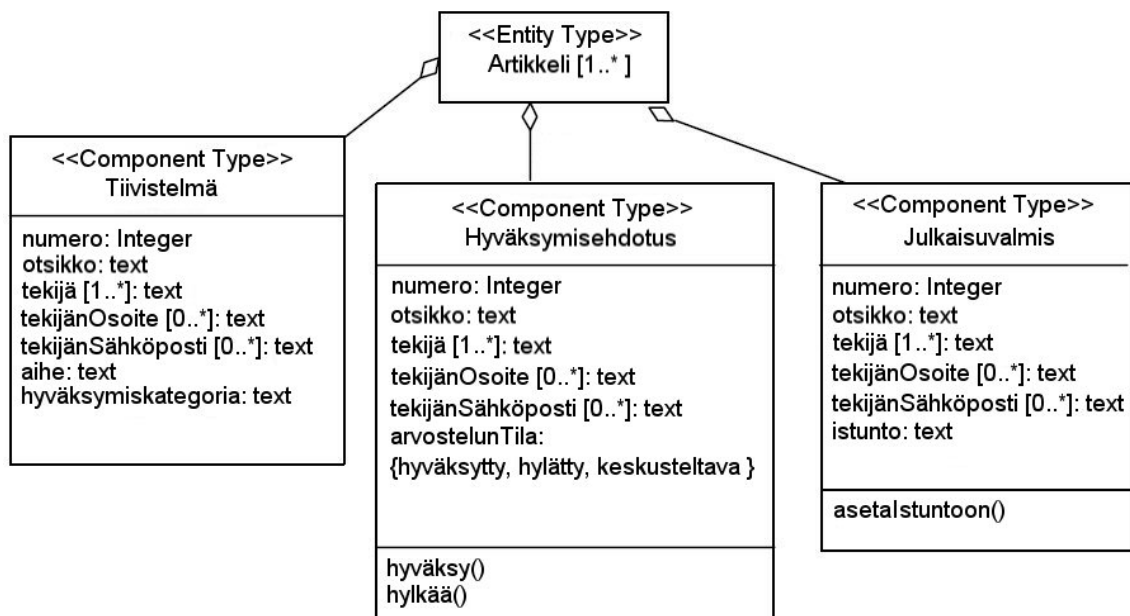 <<Entity Type>>
Artikkeli [1..* ]
<<Component Type>>
Tiivistelmä
numero: Integer
otsikko: text
tekijä [1..*]: text
tekijänOsoite [0..*]: text
tekijänSähköposti [0..*]: text
aihe: text
hyväksymiskategoria: text
<<Component Type>>
Hyväksymisehdotus
numero: Integer
otsikko: text
tekijä [1..*]: text
tekijänOsoite [0..*]: text
tekijänSähköposti [0..*]: text
arvostelunTila:
{hyväksytty, hylätty, keskusteltava }
hyväksy()
hylkää()
<<Component Type>>
Julkaisuvalmis
numero: Integer
otsikko: text
tekijä [1..*]: text
tekijänOsoite [0..*]: text
tekijänSähköposti [0..*]: text
istunto: text
asetaIstuntoon()